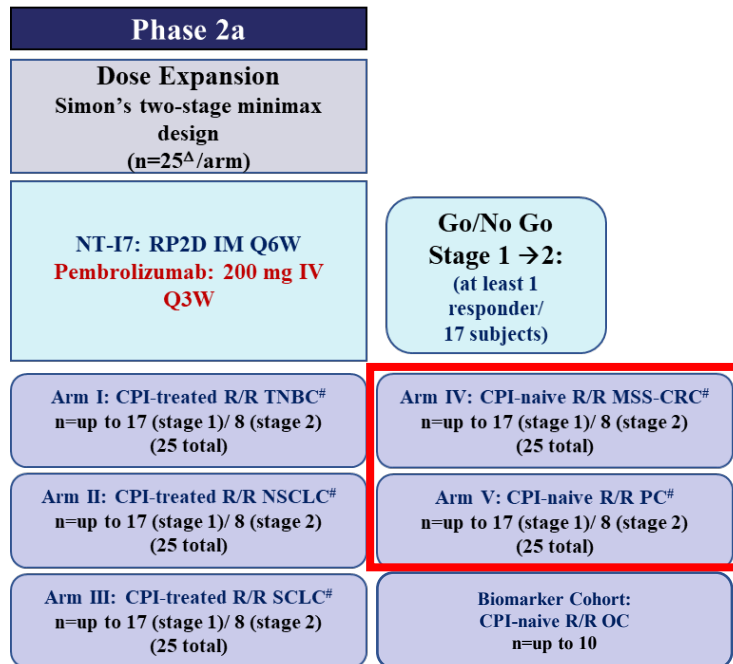 Phase 2a
Dose Expansion
Simon's two-stage minimax
design
(n=25Δ/arm)
NT-I7: RP2D IM Q6W
Pembrolizumab: 200 mg IV
Q3W
Go/No Go
Stage 1 →2:
(at least 1
responder/
17 subjects)
Arm I: CPI-treated R/R TNBC#
n=up to 17 (stage 1)/ 8 (stage 2)
(25 total)
Arm II: CPI-treated R/R NSCLC#
n=up to 17 (stage 1)/ 8 (stage 2)
(25 total)
Arm III: CPI-treated R/R SCLC#
n=up to 17 (stage 1)/ 8 (stage 2)
(25 total)
Arm IV: CPI-naive R/R MSS-CRC#
n=up to 17 (stage 1)/ 8 (stage 2)
(25 total)
Arm V: CPI-naive R/R PC#
n=up to 17 (stage 1)/ 8 (stage 2)
(25 total)
Biomarker Cohort:
CPI-naive R/R OC
n=up to 10